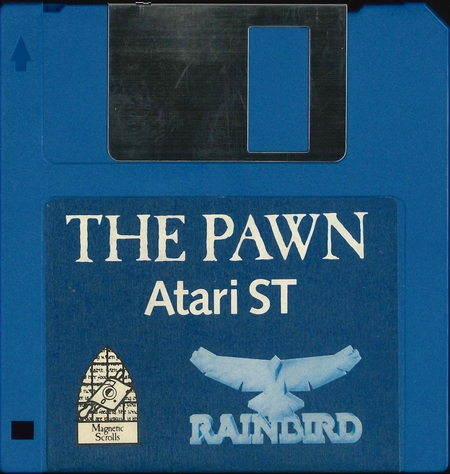 THE PAWN
Atari ST
Magnetic
Scrolls
RAINBIRD